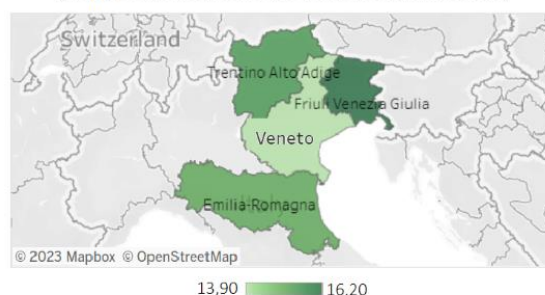 Switzerland
Trentino Alto Adige
Friuli Venezia Giulia
Veneto
Emilia-Romagna
© 2023 Mapbox © OpenStreetMap
13,90 16,20